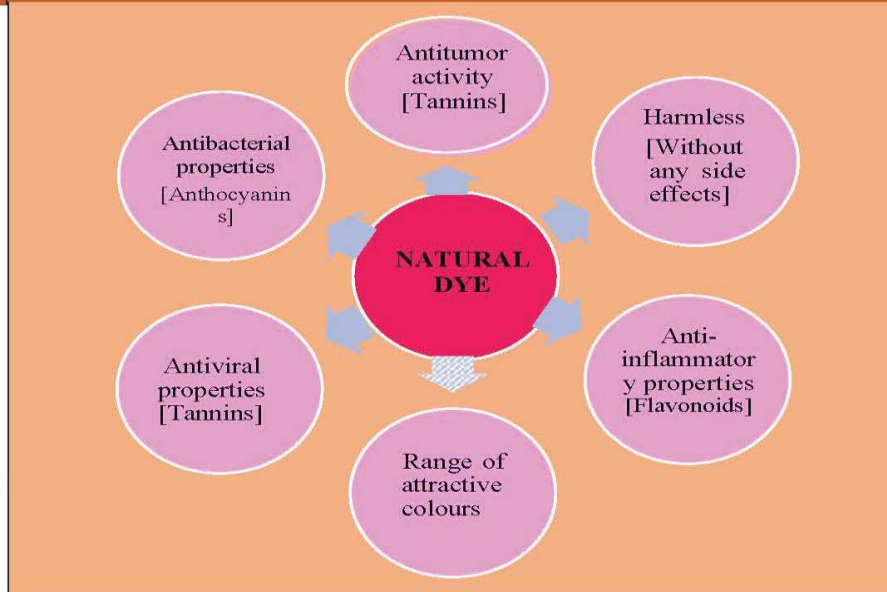 Antitumor
activity
[Tannins]
Harmless
[Without
any side
effects]
Antibacterial
properties
[Anthocyanin
s]
NATURAL
DYE
Anti-
inflammator
y properties
[Flavonoids]
Antiviral
properties
[Tannins]
Range of
attractive
colours